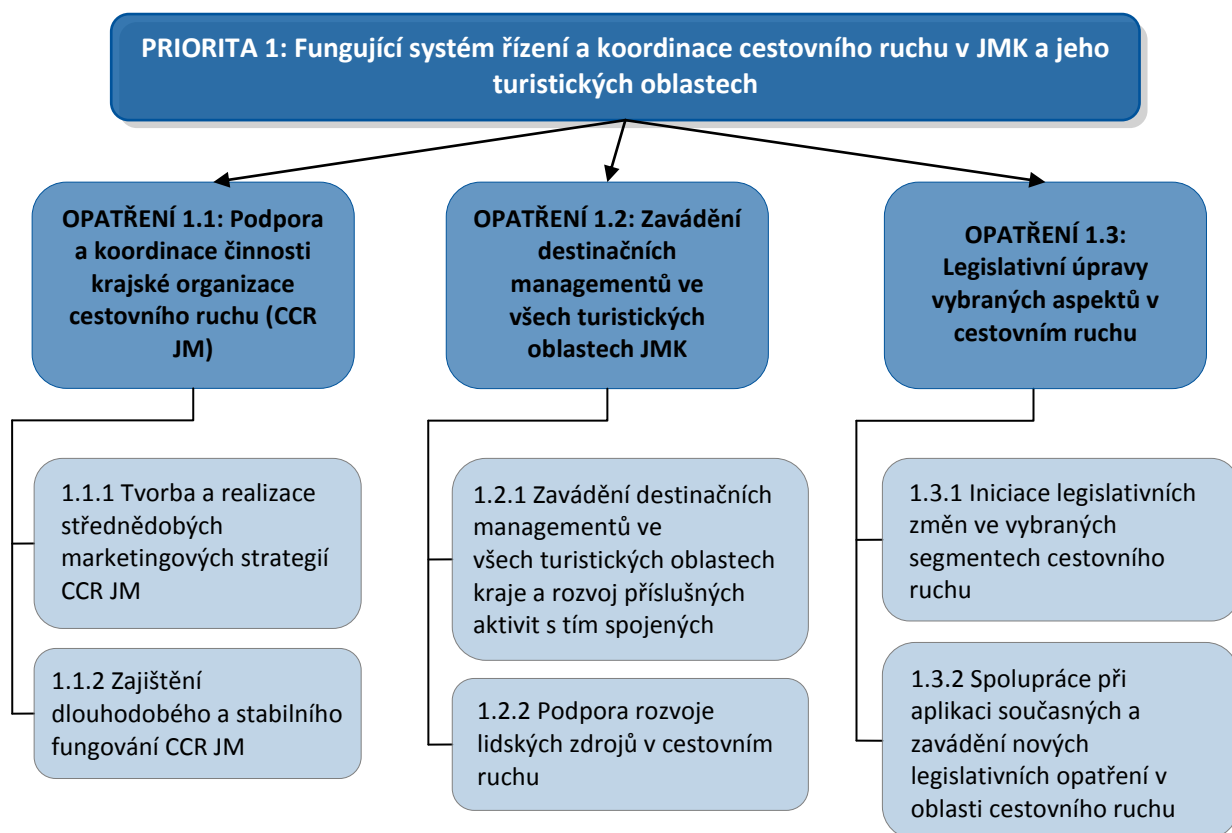 PRIORITA 1: Fungující systém řízení a koordinace cestovního ruchu v JMK a jeho
turistických oblastech
OPATŘENÍ 1.1: Podpora
a koordinace činnosti
krajské organizace
cestovního ruchu (CCR
JM)
OPATŘENÍ 1.2: Zavádění
destinačních
managementů ve
všech turistických
oblastech JMK
OPATŘENÍ 1.3:
Legislativní úpravy
vybraných aspektů v
cestovním ruchu
1.1.1 Tvorba a realizace
střednědobých
marketingových strategií
CCR JM
1.1.2 Zajištění
dlouhodobého a stabilního
fungování CCR JM
1.2.1 Zavádění destinačních
managementů ve
všech turistických oblastech
kraje a rozvoj příslušných
aktivit s tím spojených
1.2.2 Podpora rozvoje
lidských zdrojů v cestovním
ruchu
1.3.1 Iniciace legislativních
změn ve vybraných
segmentech cestovního
ruchu
1.3.2 Spolupráce při
aplikaci současných a
zavádění nových
legislativních opatření v
oblasti cestovního ruchu